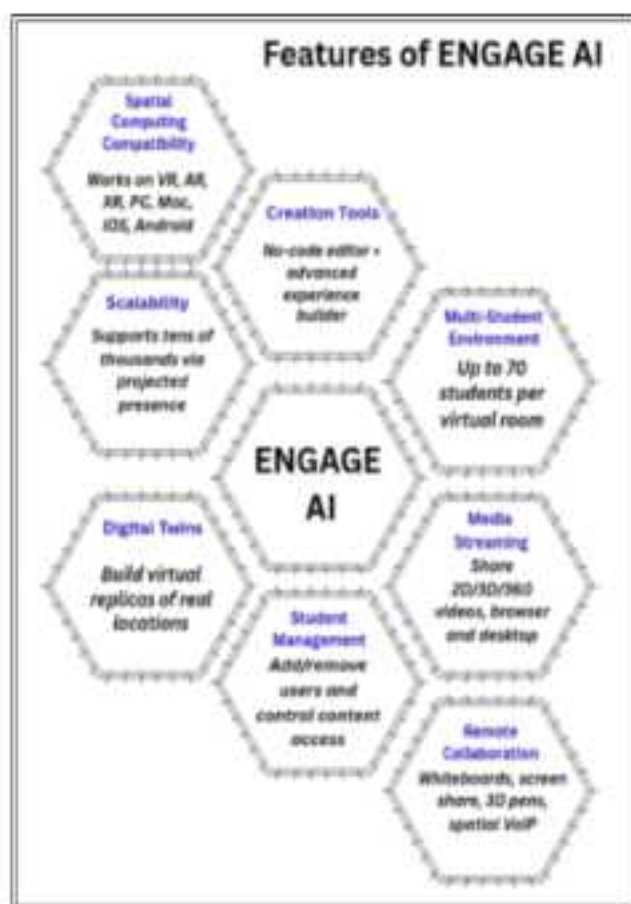 Features of ENGAGE AI
Spatial
Computing
Compatibility
Works on VR, AR,
XR, PC, Mac,
iOS, Android
Creation Tools
No-code editor +
advanced
experience
builder
Scalability
Supports tens of
thousands via
projected
presence
Multi-Student
Environment
Up to 70
students per
virtual room
ENGAGE
AI
Digital Twins
Build virtual
replicas of real
locations
Media
Streaming
Share
2D/3D/360
videos, browser
and desktop
Student
Management
Add/remove
users and
control content
access
Remote
Collaboration
Whiteboards, screen
share, 3D pens,
spatial VoIP